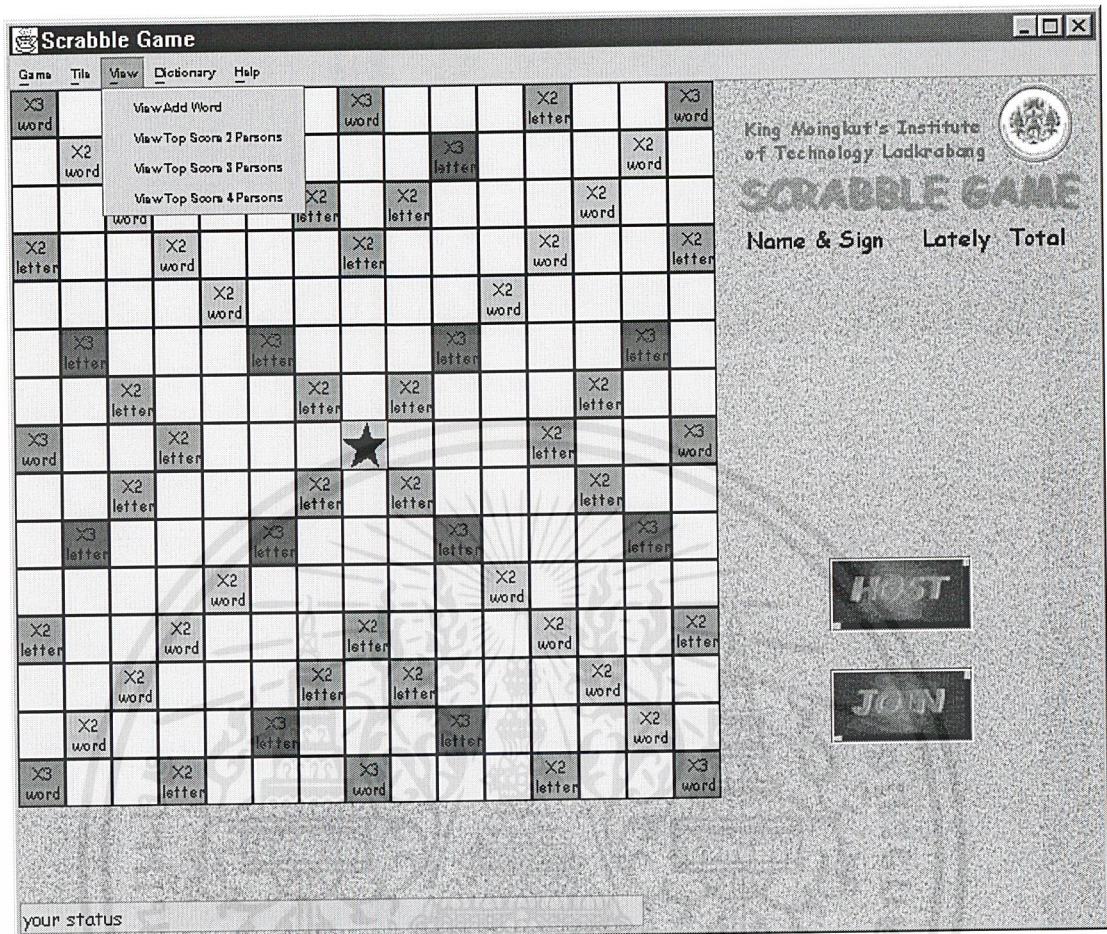 Scrabble Game
Game Tile View Dictionary Help
View Add Word
View Top Score 2 Persons
View Top Score 3 Persons
View Top Score 4 Persons
X3 X3 X2 X3
word word letter word
X2 X3 X2
word letter word
X2 X2 X2
word letter letter word
X2 X2 X2 X2 X2
letter word letter word letter
X2 X2
word word
X3 X3 X3 X3
letter letter letter letter
X2 X2 X2 X2
letter letter letter letter
X3 X2 X2 X3
word letter letter word
X2 X2 X2 X2
letter letter letter letter
X3 X3 X3 X3
letter letter letter letter
X2 X2
word word
X2 X2 X2 X2 X2
letter word letter word letter
X2 X2 X2 X2
word letter letter word
X2 X3 X3 X2
word letter letter word
X3 X2 X3 X2 X3
word letter word letter word
King Moingkut's Institute
of Technology Ladkrabang
SCRABBLE GAME
Name & Sign Lately Total
HOST
JOIN
your status